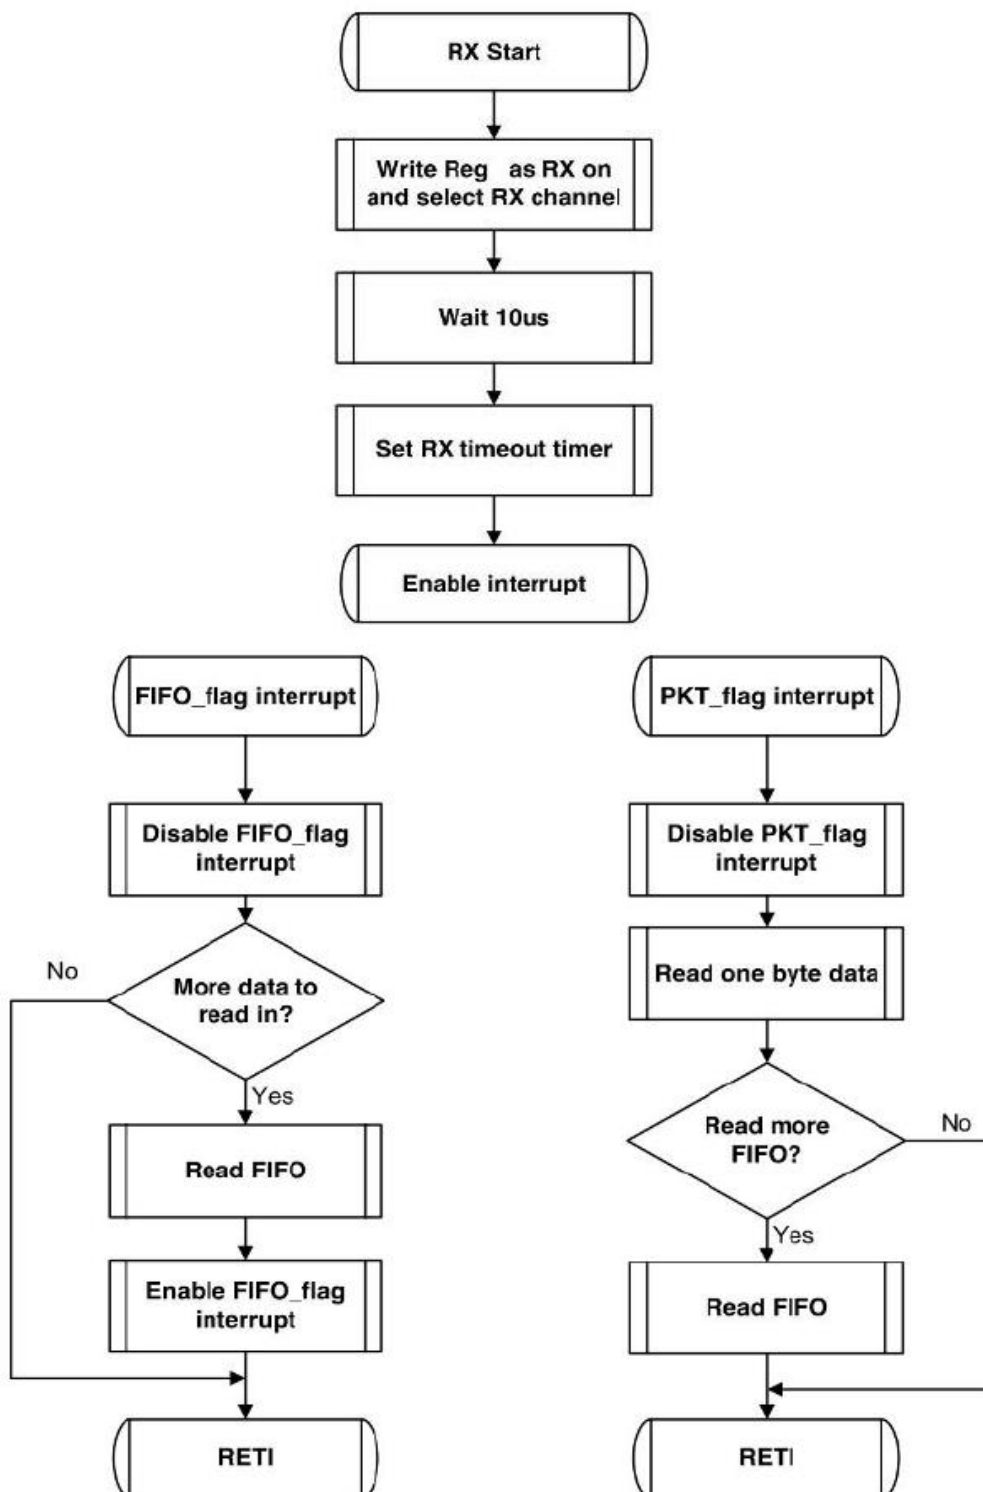 RX Start
Write Reg as RX on
and select RX channel
Wait 10us
Set RX timeout timer
Enable interrupt
FIFO_flag interrupt
Disable FIFO_flag
interrupt
No
More data to
read in?
Yes
Read FIFO
Enable FIFO_flag
interrupt
RETI
PKT_flag interrupt
Disable PKT_flag
interrupt
Read one byte data
Read more
FIFO?
No
Yes
Read FIFO
RETI